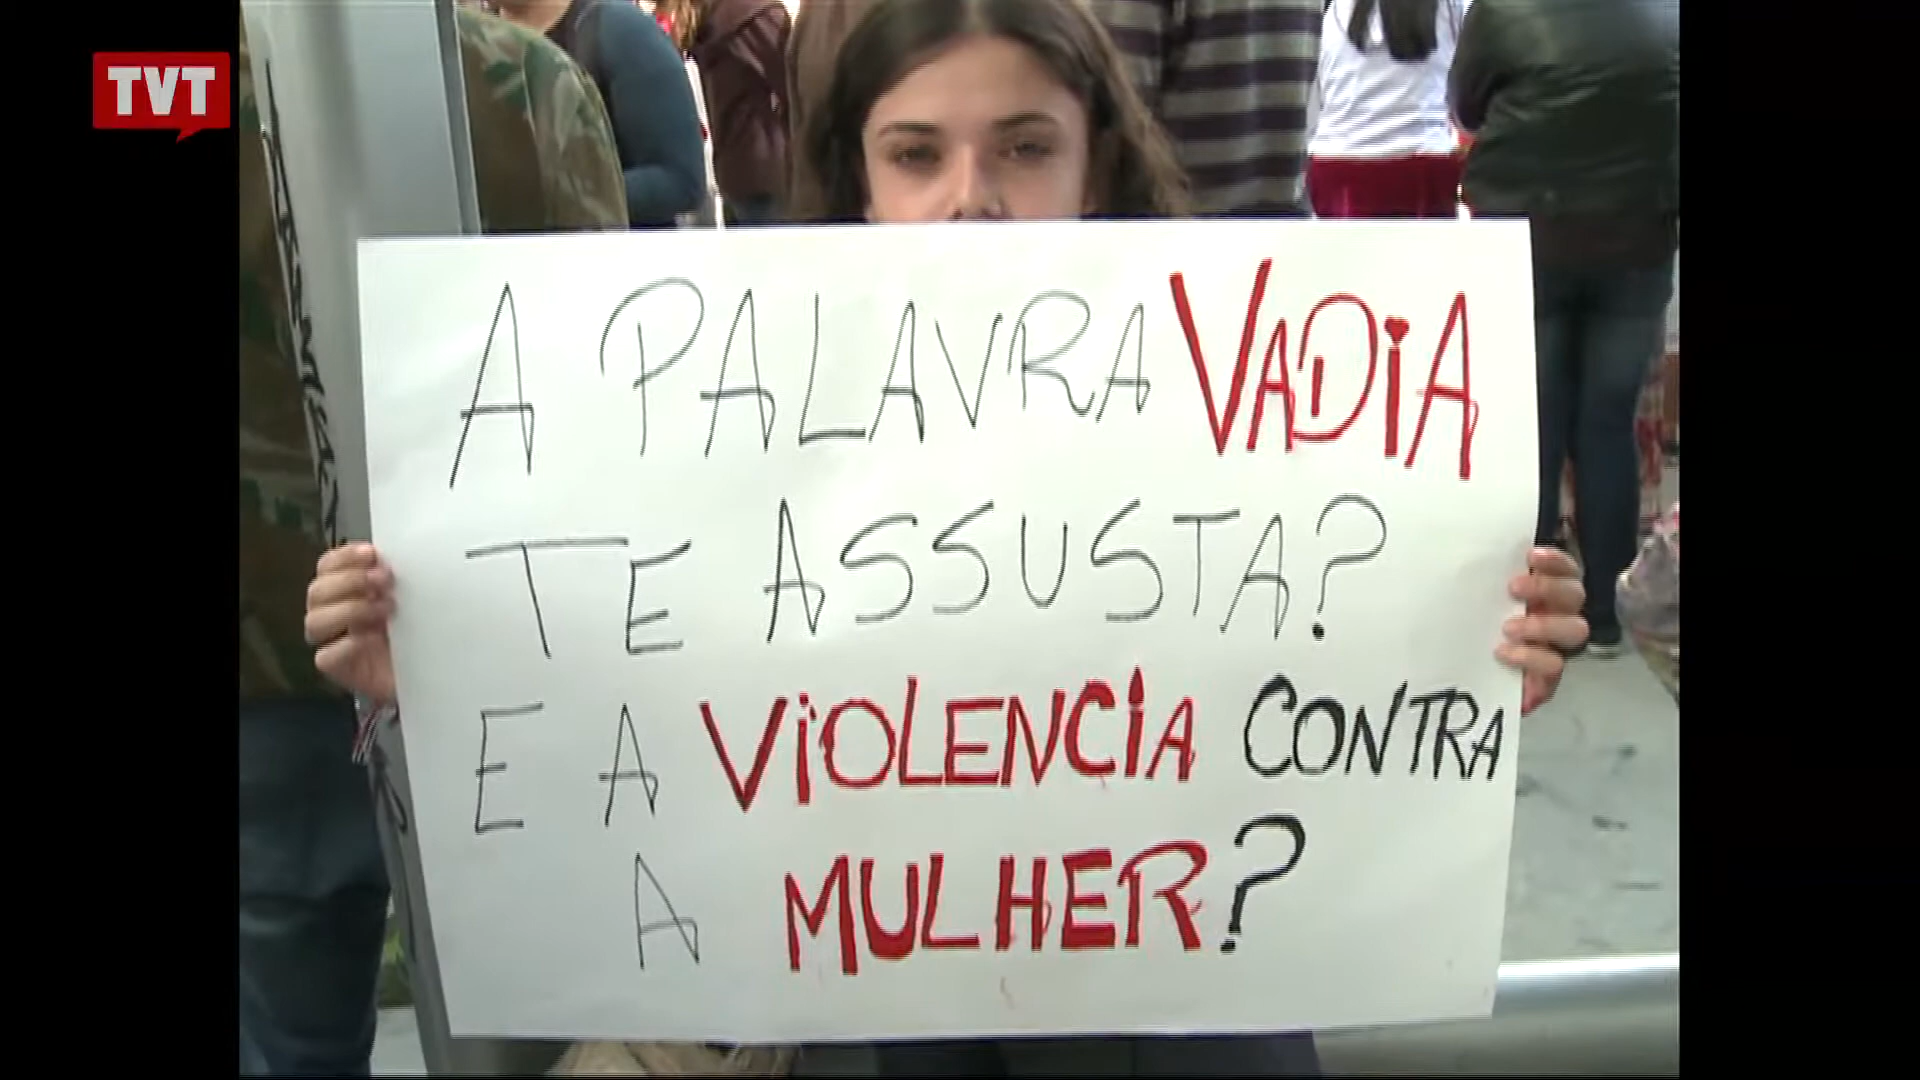 TVT
A PALAVRA VADIA
TE ASSUSTA?
E A VIOLENCIA CONTRA
A MULHER?